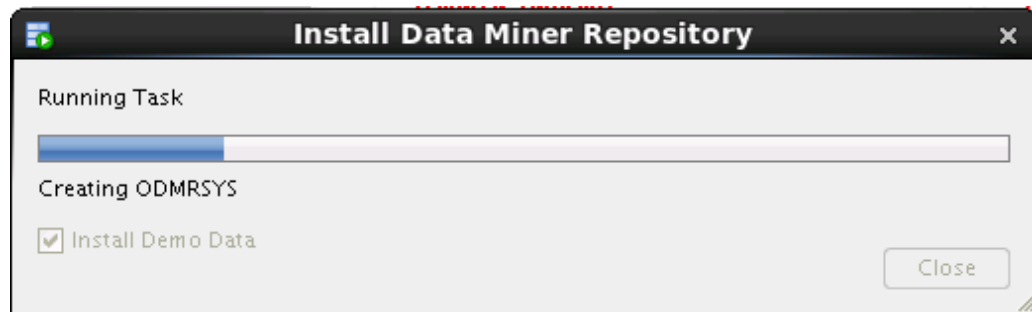 Install Data Miner Repository
Running Task
Creating ODMRSYS
Install Demo Data
Close